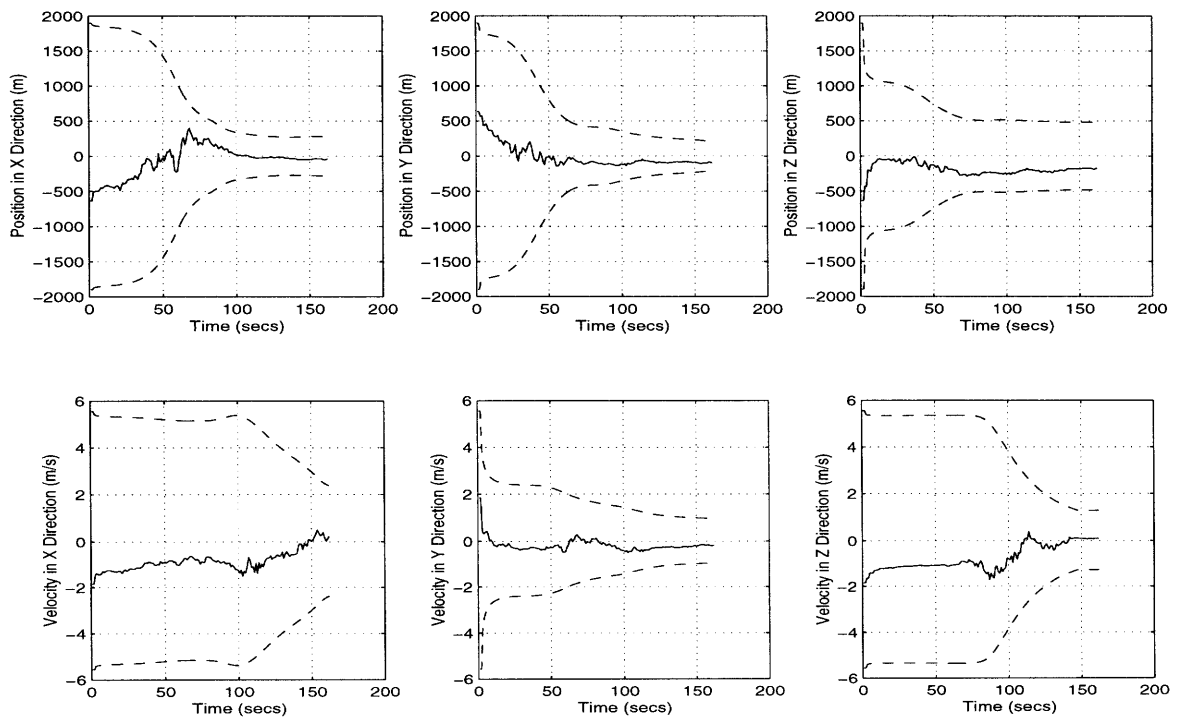 2000
1500
1000
500
0
−500
−1000
−1500
−2000
Position in X Direction (m)
0 50 100 150 200
Time (secs)
2000
1500
1000
500
0
−500
−1000
−1500
−2000
Position in Y Direction (m)
0 50 100 150 200
Time (secs)
2000
1500
1000
500
0
−500
−1000
−1500
−2000
Position in Z Direction (m)
0 50 100 150 200
Time (secs)
6
4
2
0
−2
−4
−6
Velocity in X Direction (m/s)
0 50 100 150 200
Time (secs)
6
4
2
0
−2
−4
−6
Velocity in Y Direction (m/s)
0 50 100 150 200
Time (secs)
6
4
2
0
−2
−4
−6
Velocity in Z Direction (m/s)
0 50 100 150 200
Time (secs)